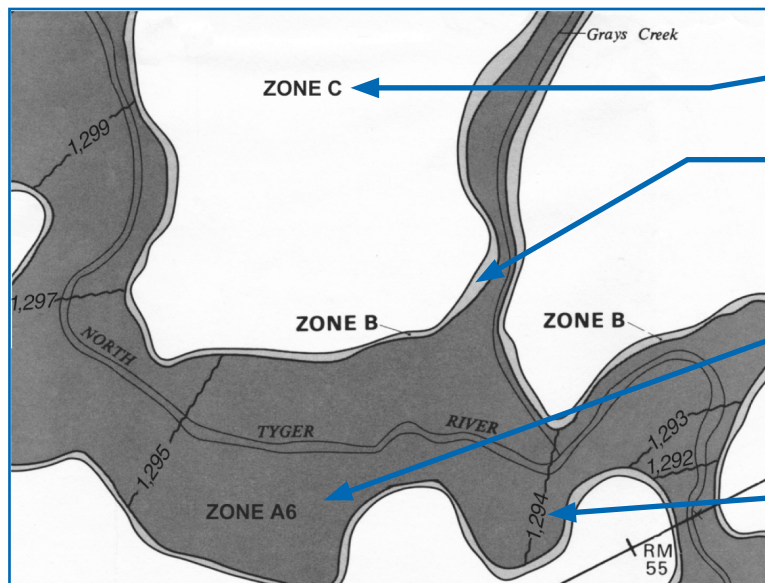 Grays Creek
ZONE C
1,299
1,297
ZONE B
ZONE B
NORTH
TYGER
RIVER
1,293
1,295
1,292
ZONE A6
1,294
RM
55